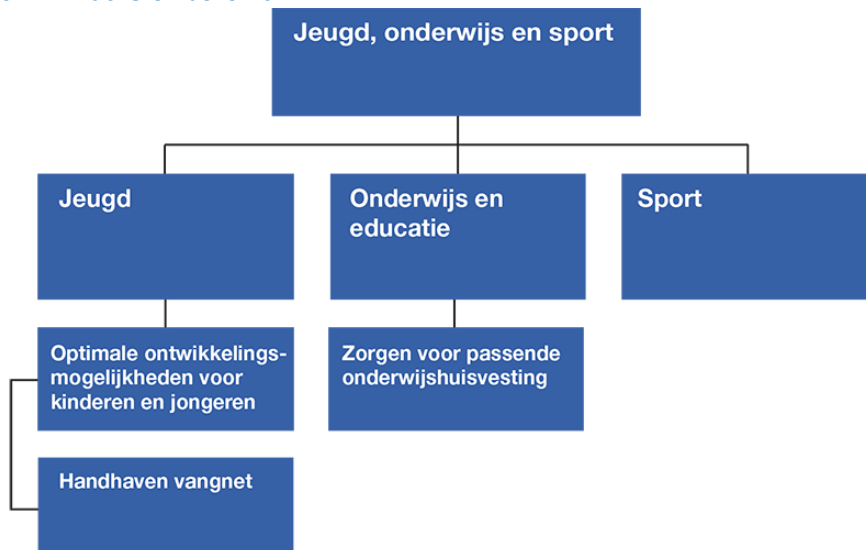 Jeugd, onderwijs en sport
Jeugd
Onderwijs en
educatie
Sport
Optimale ontwikkelings-
mogelijkheden voor
kinderen en jongeren
Zorgen voor passende
onderwijshuisvesting
Handhaven vangnet